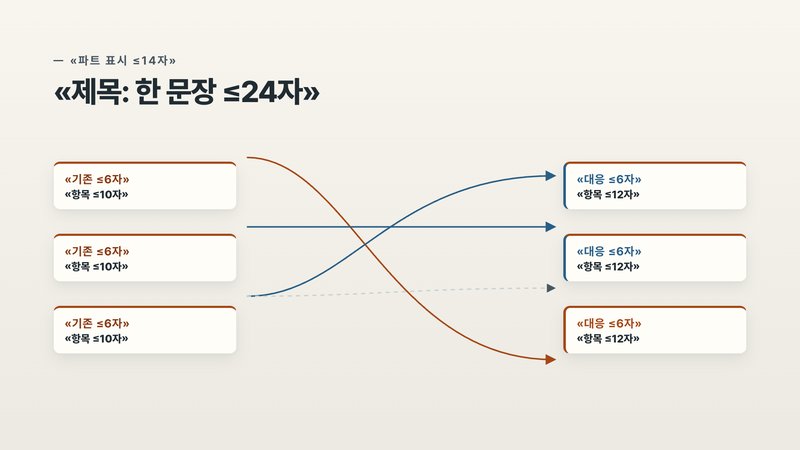 — «파트 표시 ≤14자»
«제목: 한 문장 ≤24자»
«기존 ≤6자»
«항목 ≤10자»
«기존 ≤6자»
«항목 ≤10자»
«기존 ≤6자»
«항목 ≤10자»
«대응 ≤6자»
«항목 ≤12자»
«대응 ≤6자»
«항목 ≤12자»
«대응 ≤6자»
«항목 ≤12자»